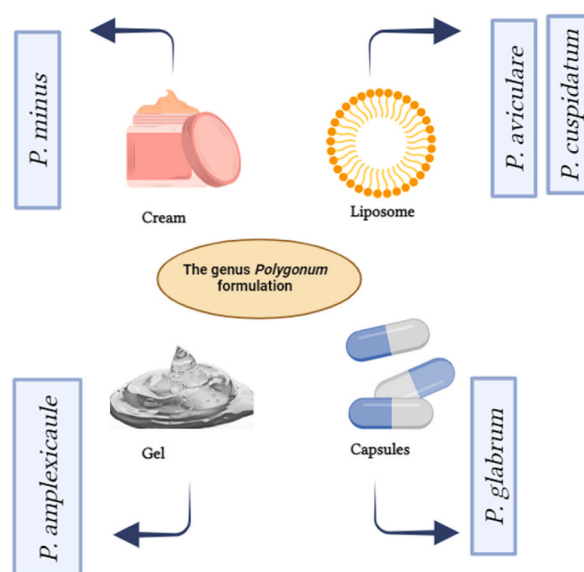 P. minus
Cream
Liposome
P. aviculare
P. cuspidatum
The genus Polygonum
formulation
P. amplexicaule
Gel
Capsules
P. glabrum